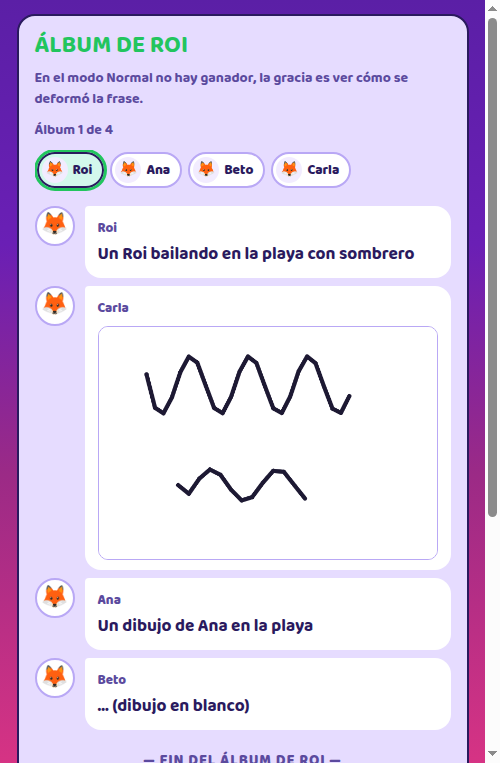 ÁLBUM DE ROI
En el modo Normal no hay ganador, la gracia es ver cómo se
deformó la frase.
Álbum 1 de 4
Roi Ana Beto Carla
Roi
Un Roi bailando en la playa con sombrero
Carla
Ana
Un dibujo de Ana en la playa
Beto
... (dibujo en blanco)
— FIN DEL ÁLBUM DE ROI —